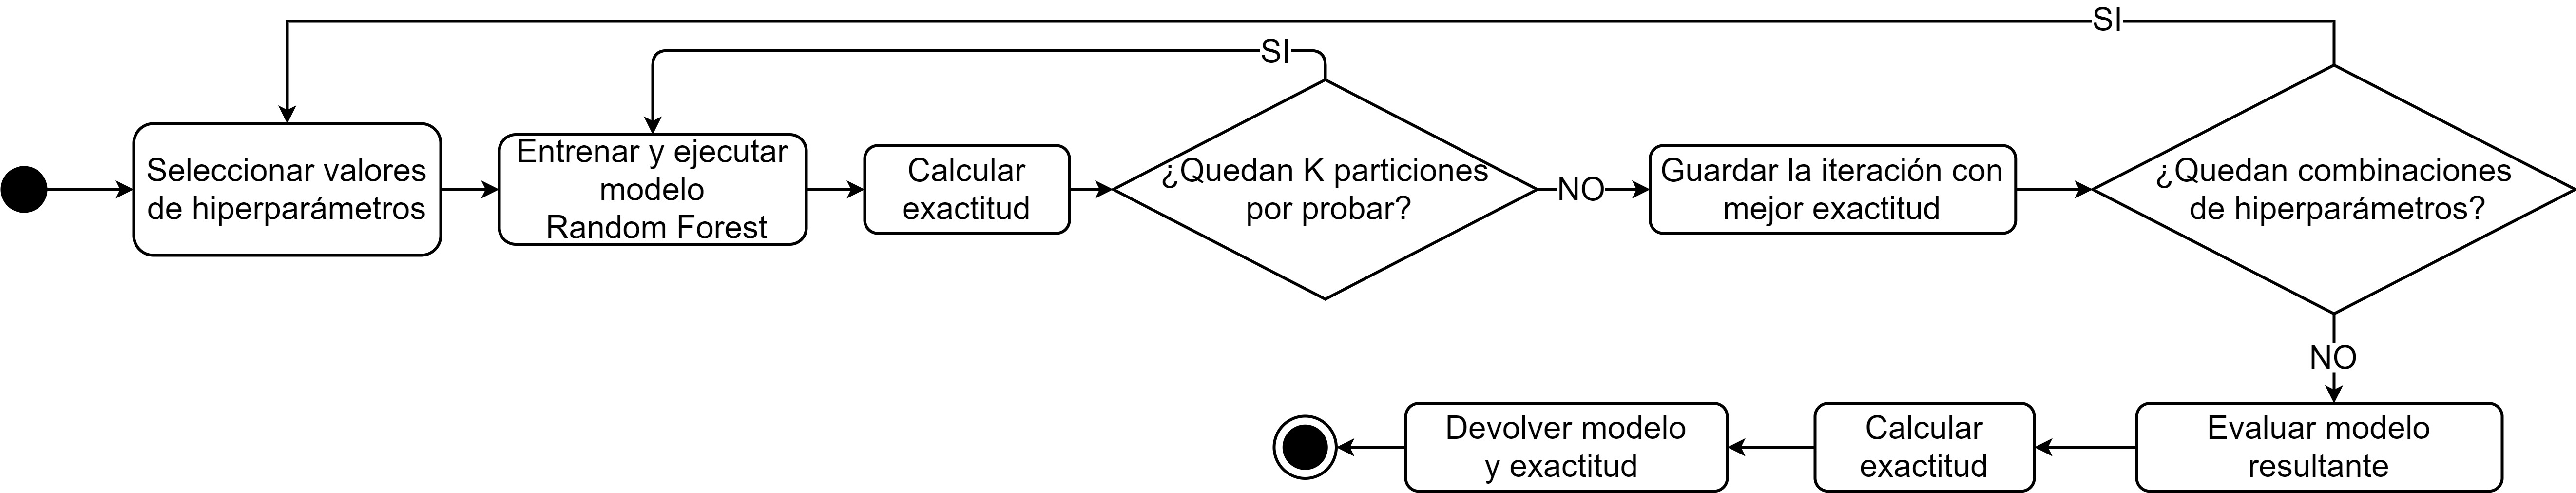 SI
SI
Seleccionar valores
de hiperparámetros
Entrenar y ejecutar
modelo
Random Forest
Calcular
exactitud
¿Quedan K particiones
por probar?
NO
Guardar la iteración con
mejor exactitud
¿Quedan combinaciones
de hiperparámetros?
NO
Evaluar modelo
resultante
Calcular
exactitud
Devolver modelo
y exactitud